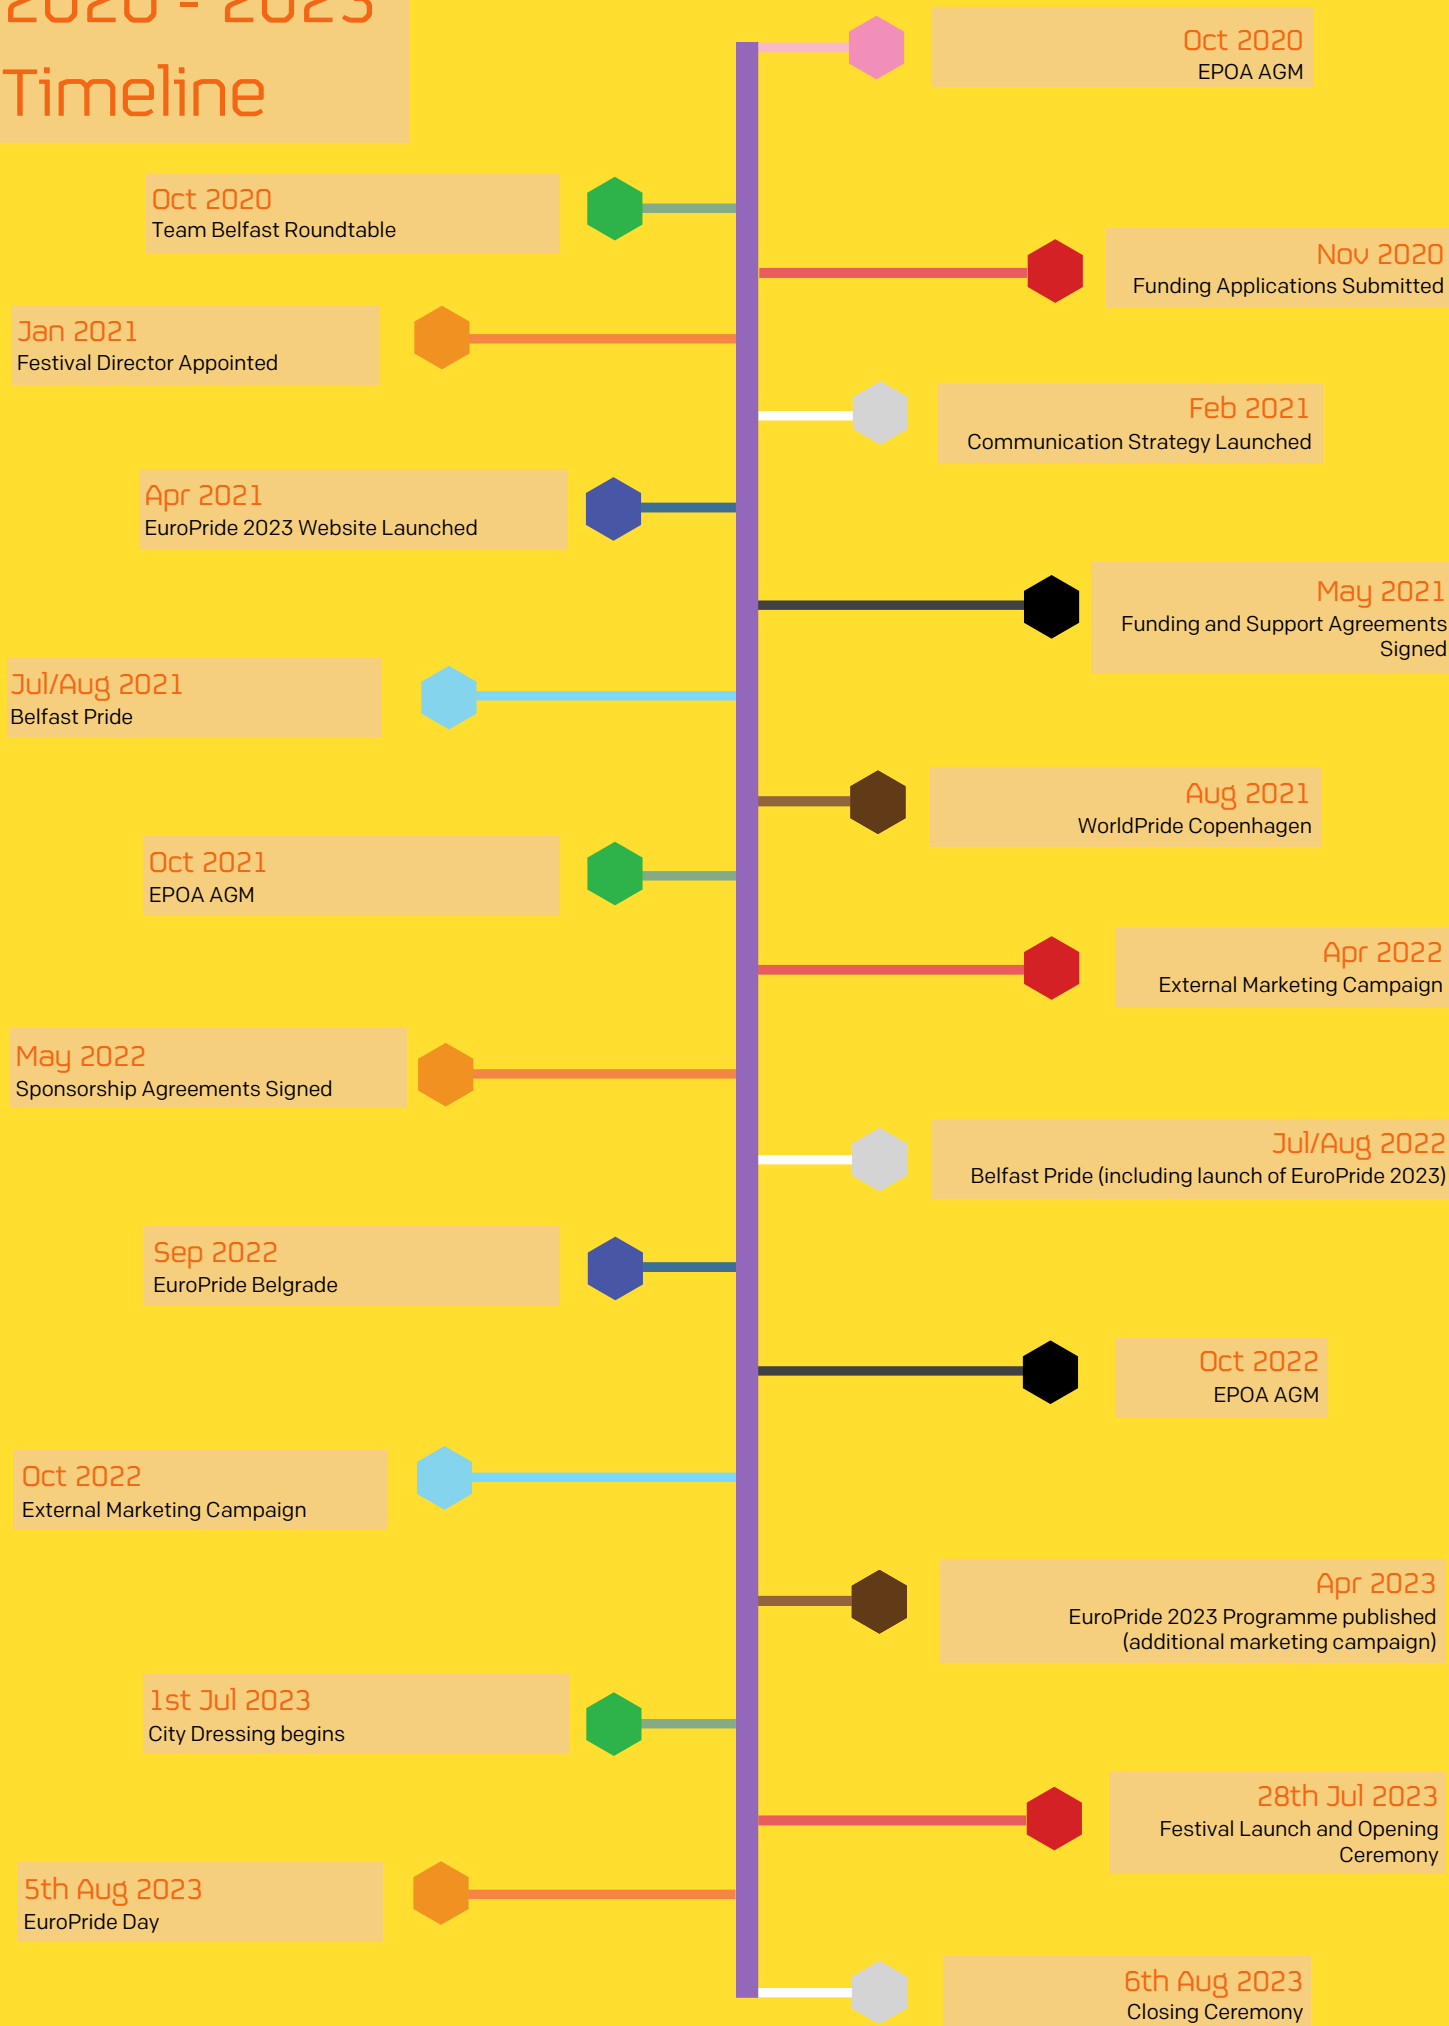 2020 - 2023
Timeline
Oct 2020
EPOA AGM
Oct 2020
Team Belfast Roundtable
Nov 2020
Funding Applications Submitted
Jan 2021
Festival Director Appointed
Feb 2021
Communication Strategy Launched
Apr 2021
EuroPride 2023 Website Launched
May 2021
Funding and Support Agreements
Signed
Jul/Aug 2021
Belfast Pride
Aug 2021
WorldPride Copenhagen
Oct 2021
EPOA AGM
Apr 2022
External Marketing Campaign
May 2022
Sponsorship Agreements Signed
Jul/Aug 2022
Belfast Pride (including launch of EuroPride 2023)
Sep 2022
EuroPride Belgrade
Oct 2022
EPOA AGM
Oct 2022
External Marketing Campaign
Apr 2023
EuroPride 2023 Programme published
(additional marketing campaign)
1st Jul 2023
City Dressing begins
28th Jul 2023
Festival Launch and Opening
Ceremony
5th Aug 2023
EuroPride Day
6th Aug 2023
Closing Ceremony